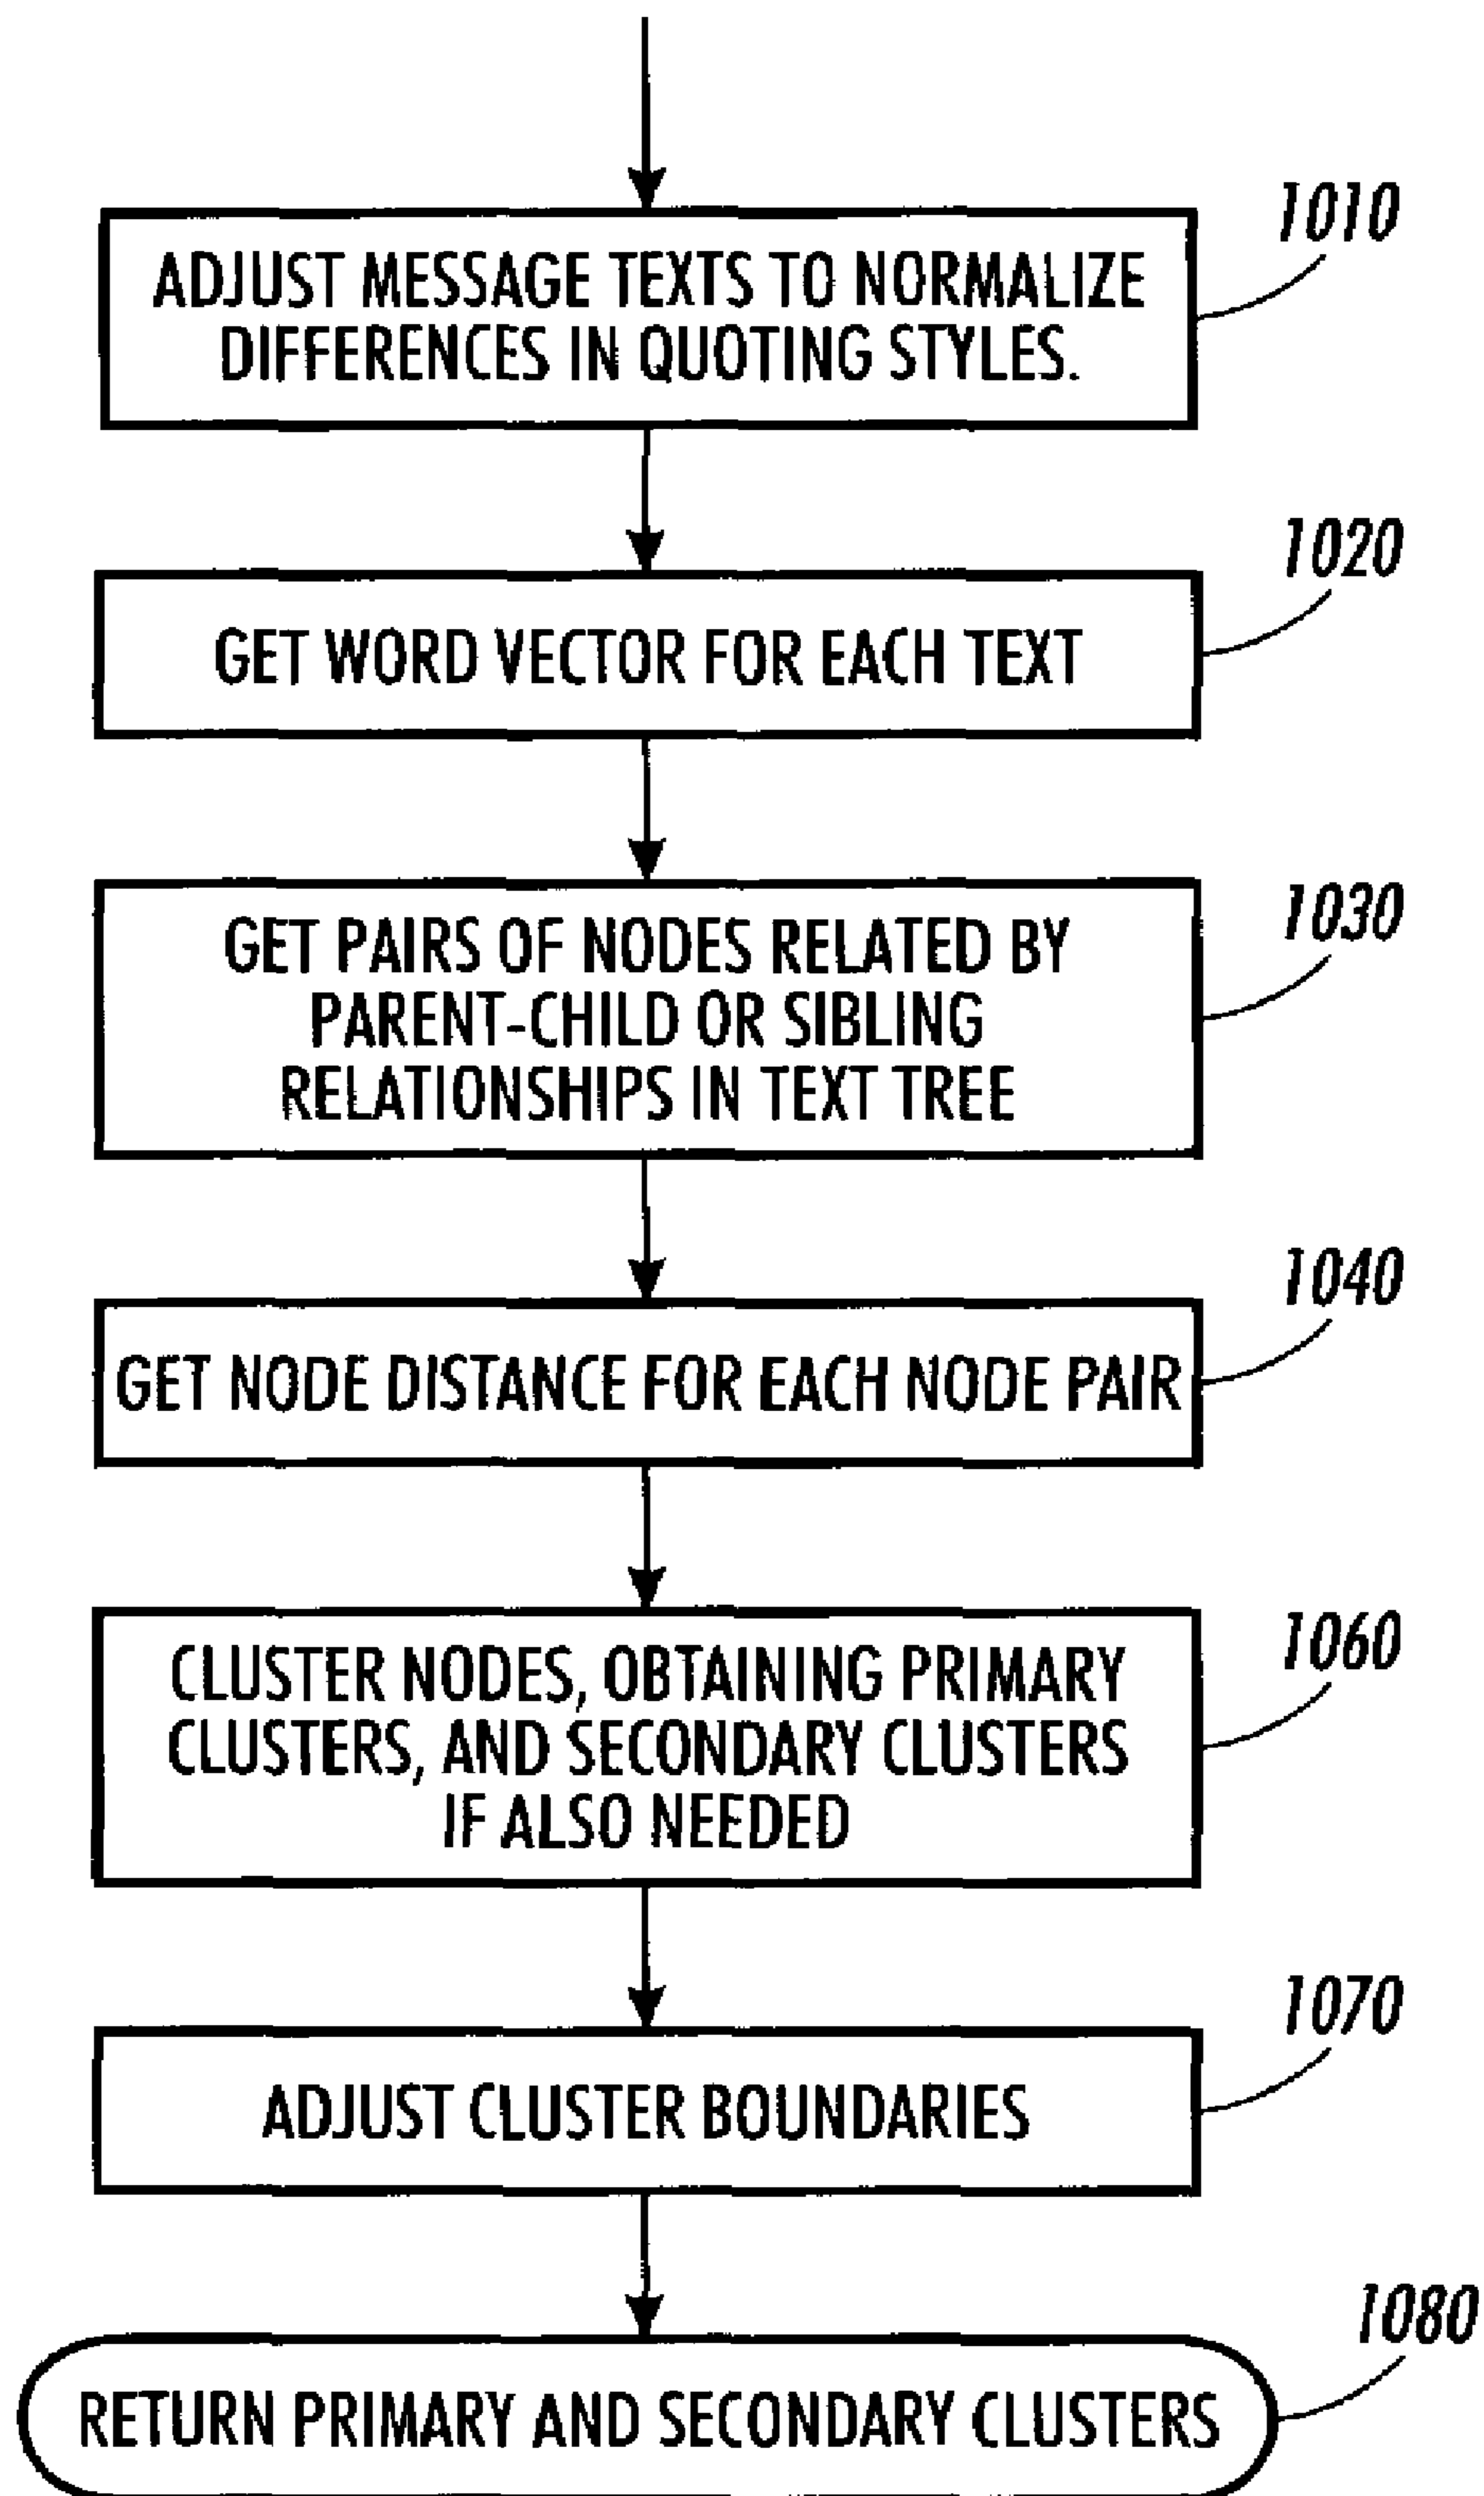 1010
ADJUST MESSAGE TEXTS TO NORMALIZE
DIFFERENCES IN QUOTING STYLES.
1020
GET WORD VECTOR FOR EACH TEXT
1030
GET PAIRS OF NODES RELATED BY
PARENT-CHILD OR SIBLING
RELATIONSHIPS IN TEXT TREE
1040
GET NODE DISTANCE FOR EACH NODE PAIR
1060
CLUSTER NODES, OBTAINING PRIMARY
CLUSTERS, AND SECONDARY CLUSTERS
IF ALSO NEEDED
1070
ADJUST CLUSTER BOUNDARIES
1080
RETURN PRIMARY AND SECONDARY CLUSTERS